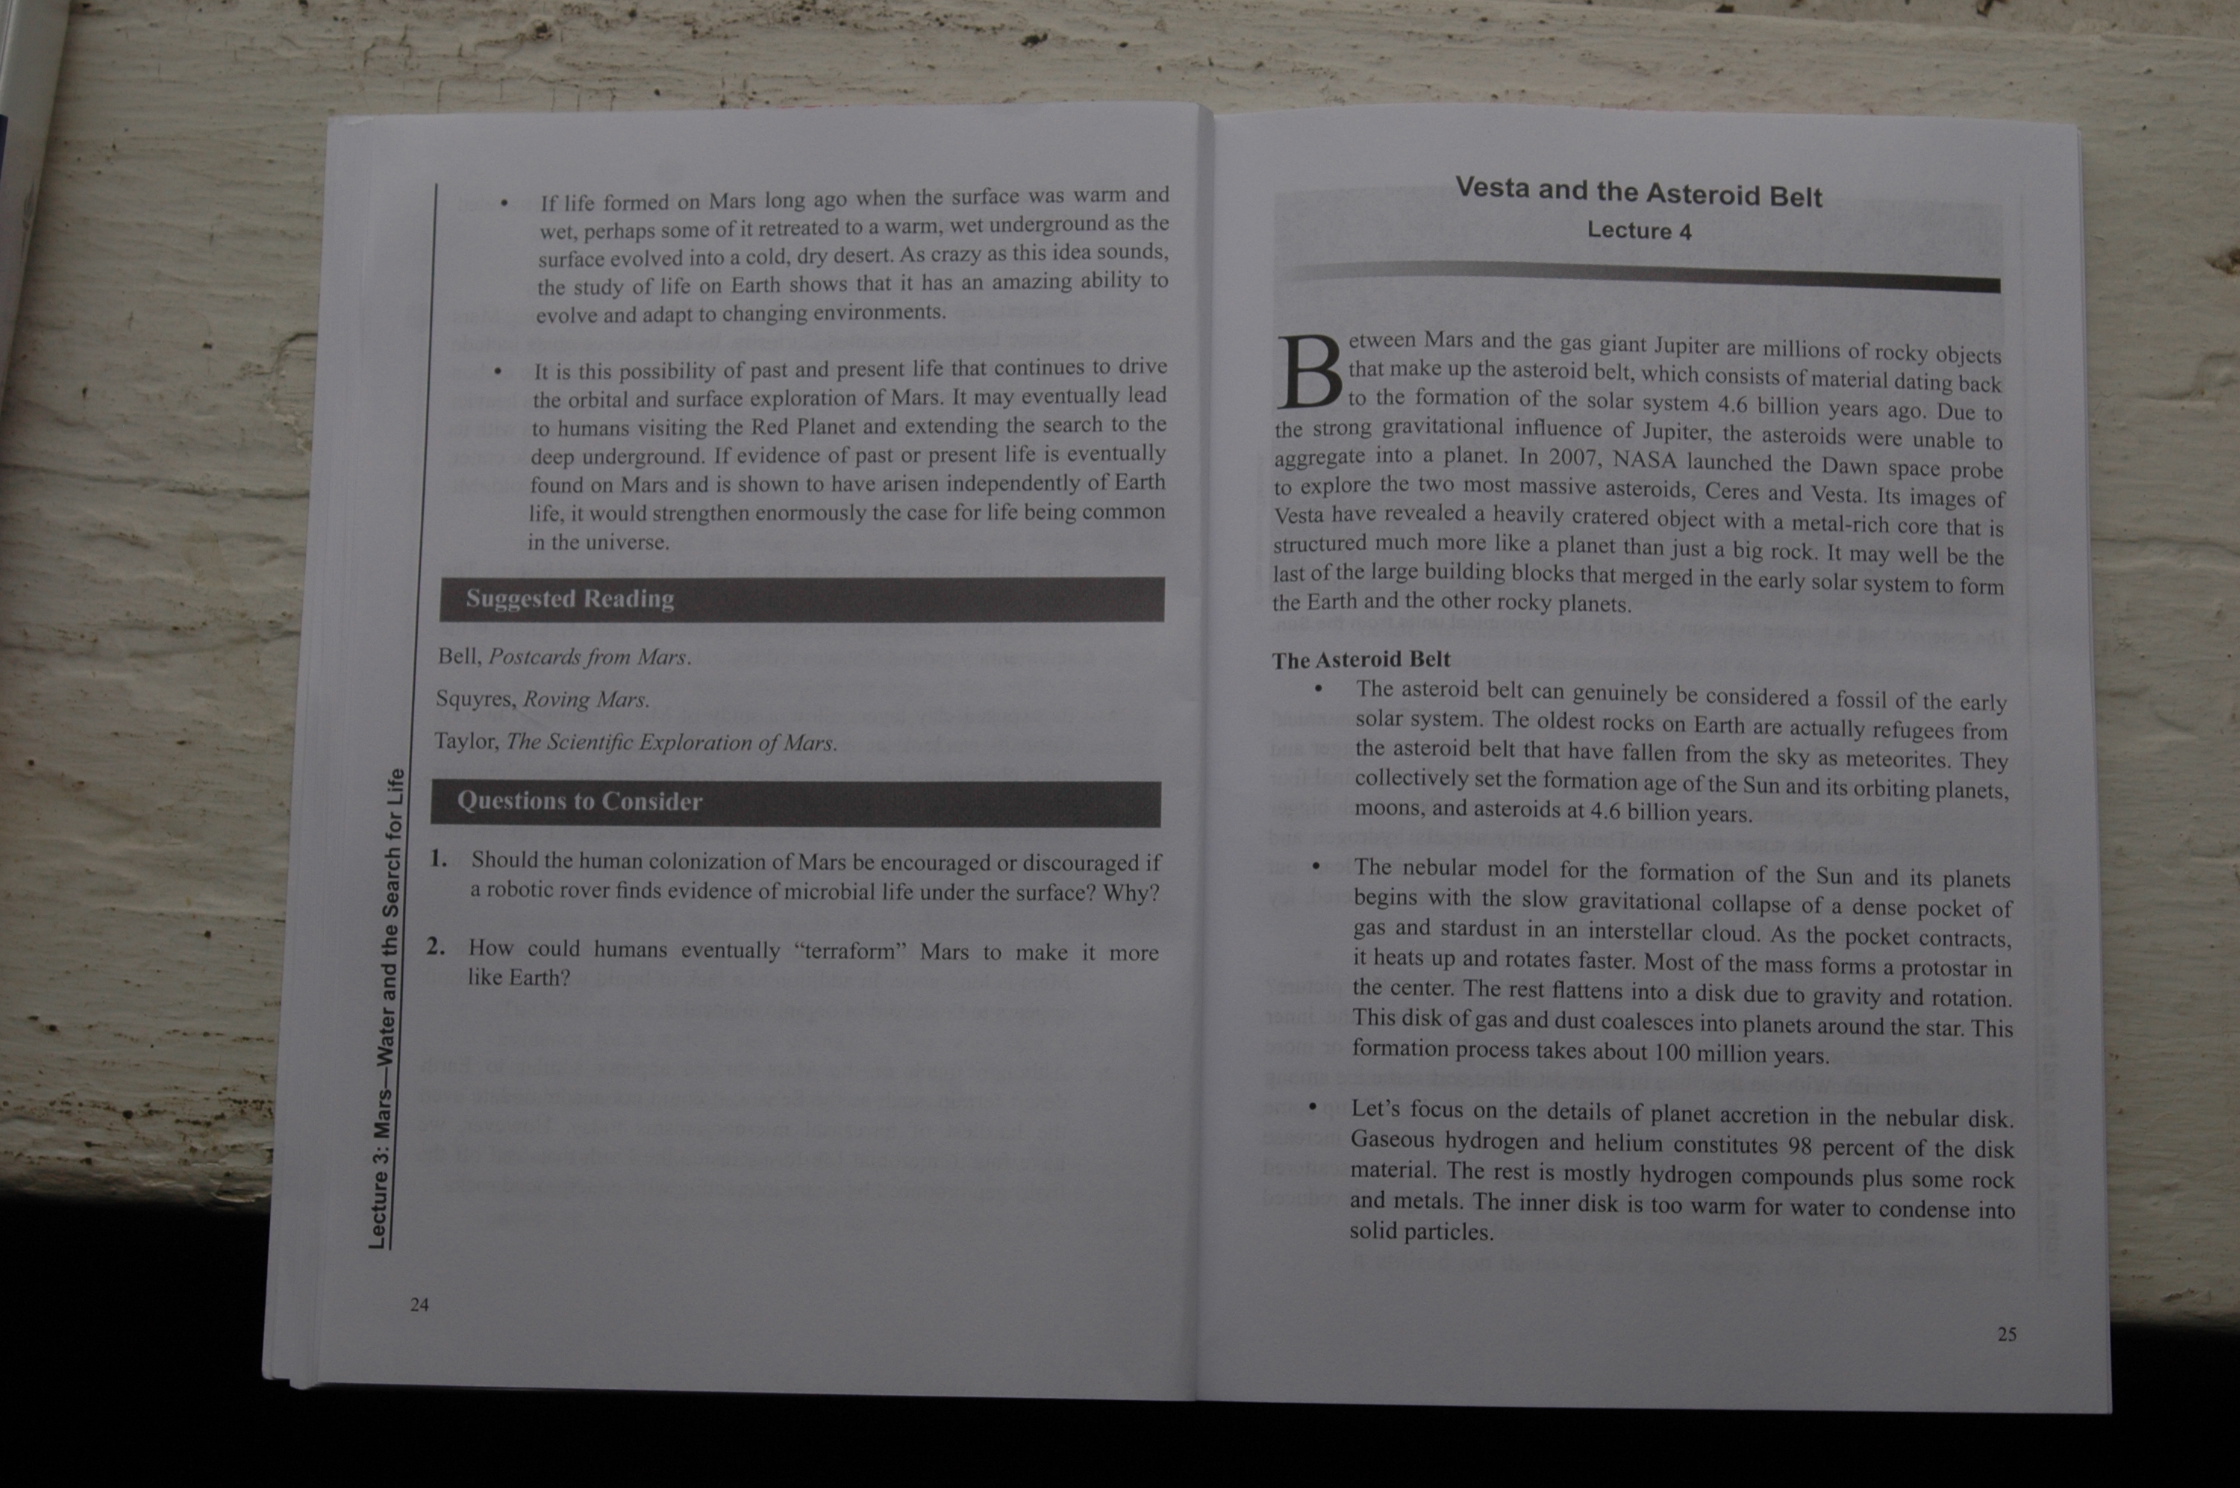 • If life formed on Mars long ago when the surface was warm and
wet, perhaps some of it retreated to a warm, wet underground as the
surface evolved into a cold, dry desert. As crazy as this idea sounds,
the study of life on Earth shows that it has an amazing ability to
evolve and adapt to changing environments.
• It is this possibility of past and present life that continues to drive
the orbital and surface exploration of Mars. It may eventually lead
to humans visiting the Red Planet and extending the search to the
deep underground. If evidence of past or present life is eventually
found on Mars and is shown to have arisen independently of Earth
life, it would strengthen enormously the case for life being common
in the universe.
Suggested Reading
Bell, Postcards from Mars.
Squyres, Roving Mars.
Taylor, The Scientific Exploration of Mars.
Questions to Consider
1. Should the human colonization of Mars be encouraged or discouraged if
a robotic rover finds evidence of microbial life under the surface? Why?
2. How could humans eventually “terraform” Mars to make it more
like Earth?
Lecture 3: Mars—Water and the Search for Life
24
Vesta and the Asteroid Belt
Lecture 4
Between Mars and the gas giant Jupiter are millions of rocky objects
that make up the asteroid belt, which consists of material dating back
to the formation of the solar system 4.6 billion years ago. Due to
the strong gravitational influence of Jupiter, the asteroids were unable to
aggregate into a planet. In 2007, NASA launched the Dawn space probe
to explore the two most massive asteroids, Ceres and Vesta. Its images of
Vesta have revealed a heavily cratered object with a metal-rich core that is
structured much more like a planet than just a big rock. It may well be the
last of the large building blocks that merged in the early solar system to form
the Earth and the other rocky planets.
The Asteroid Belt
• The asteroid belt can genuinely be considered a fossil of the early
solar system. The oldest rocks on Earth are actually refugees from
the asteroid belt that have fallen from the sky as meteorites. They
collectively set the formation age of the Sun and its orbiting planets,
moons, and asteroids at 4.6 billion years.
• The nebular model for the formation of the Sun and its planets
begins with the slow gravitational collapse of a dense pocket of
gas and stardust in an interstellar cloud. As the pocket contracts,
it heats up and rotates faster. Most of the mass forms a protostar in
the center. The rest flattens into a disk due to gravity and rotation.
This disk of gas and dust coalesces into planets around the star. This
formation process takes about 100 million years.
• Let’s focus on the details of planet accretion in the nebular disk.
Gaseous hydrogen and helium constitutes 98 percent of the disk
material. The rest is mostly hydrogen compounds plus some rock
and metals. The inner disk is too warm for water to condense into
solid particles.
25